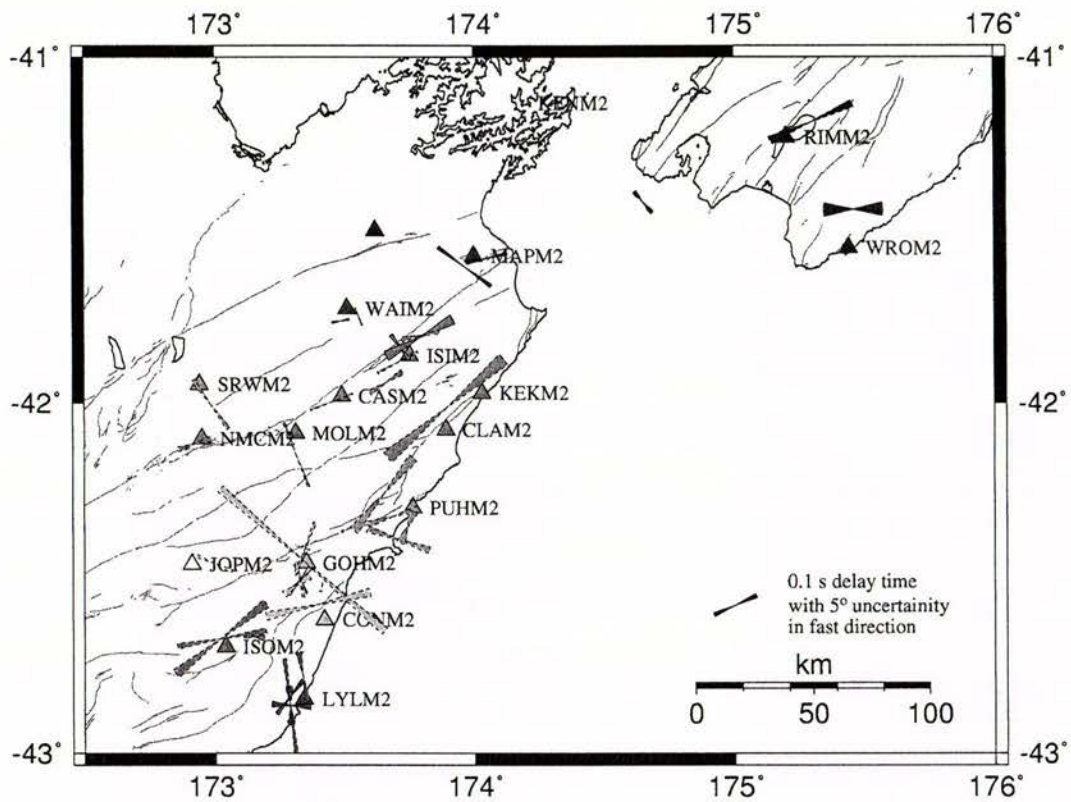 173° 174° 175° 176°
-41° -41°
KENM2
RIMM2
WROM2
MAPM2
WAIM2
ISIM2
SRWM2
CASM2
KEKM2
-42° -42°
NMCM2 MOLM2 CLAM2
PUHM2
JQPM2 GOHM2
0.1 s delay time
with 5° uncertainity
in fast direction
CONM2
ISOM2
km
LYLM2
0 50 100
-43° -43°
173° 174° 175° 176°